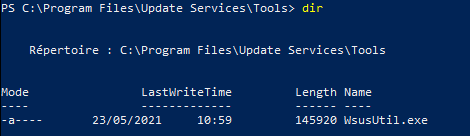 PS C:\Program Files\Update Services\Tools> dir
Répertoire : C:\Program Files\Update Services\Tools
Mode LastWriteTime Length Name
---- ------------- ------ ----
-a---- 23/05/2021 10:59 145920 WsusUtil.exe